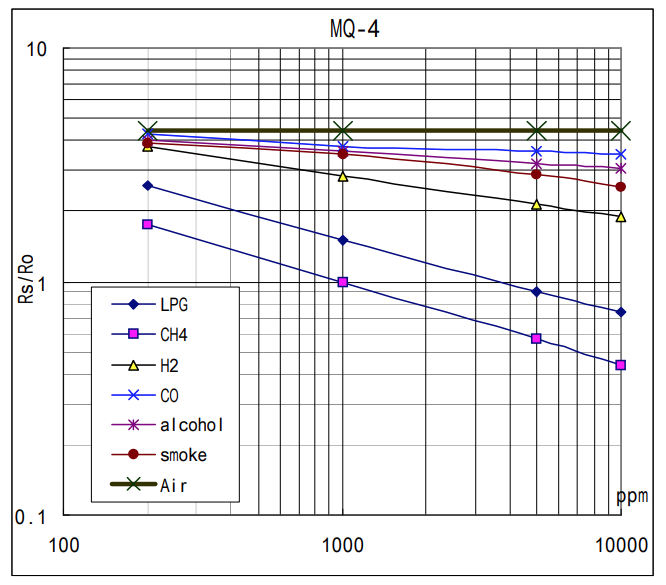 MQ-4
10
1
0.1
Rs/Ro
LPG
CH4
H2
CO
alcohol
smoke
Air
ppm
100
1000
10000